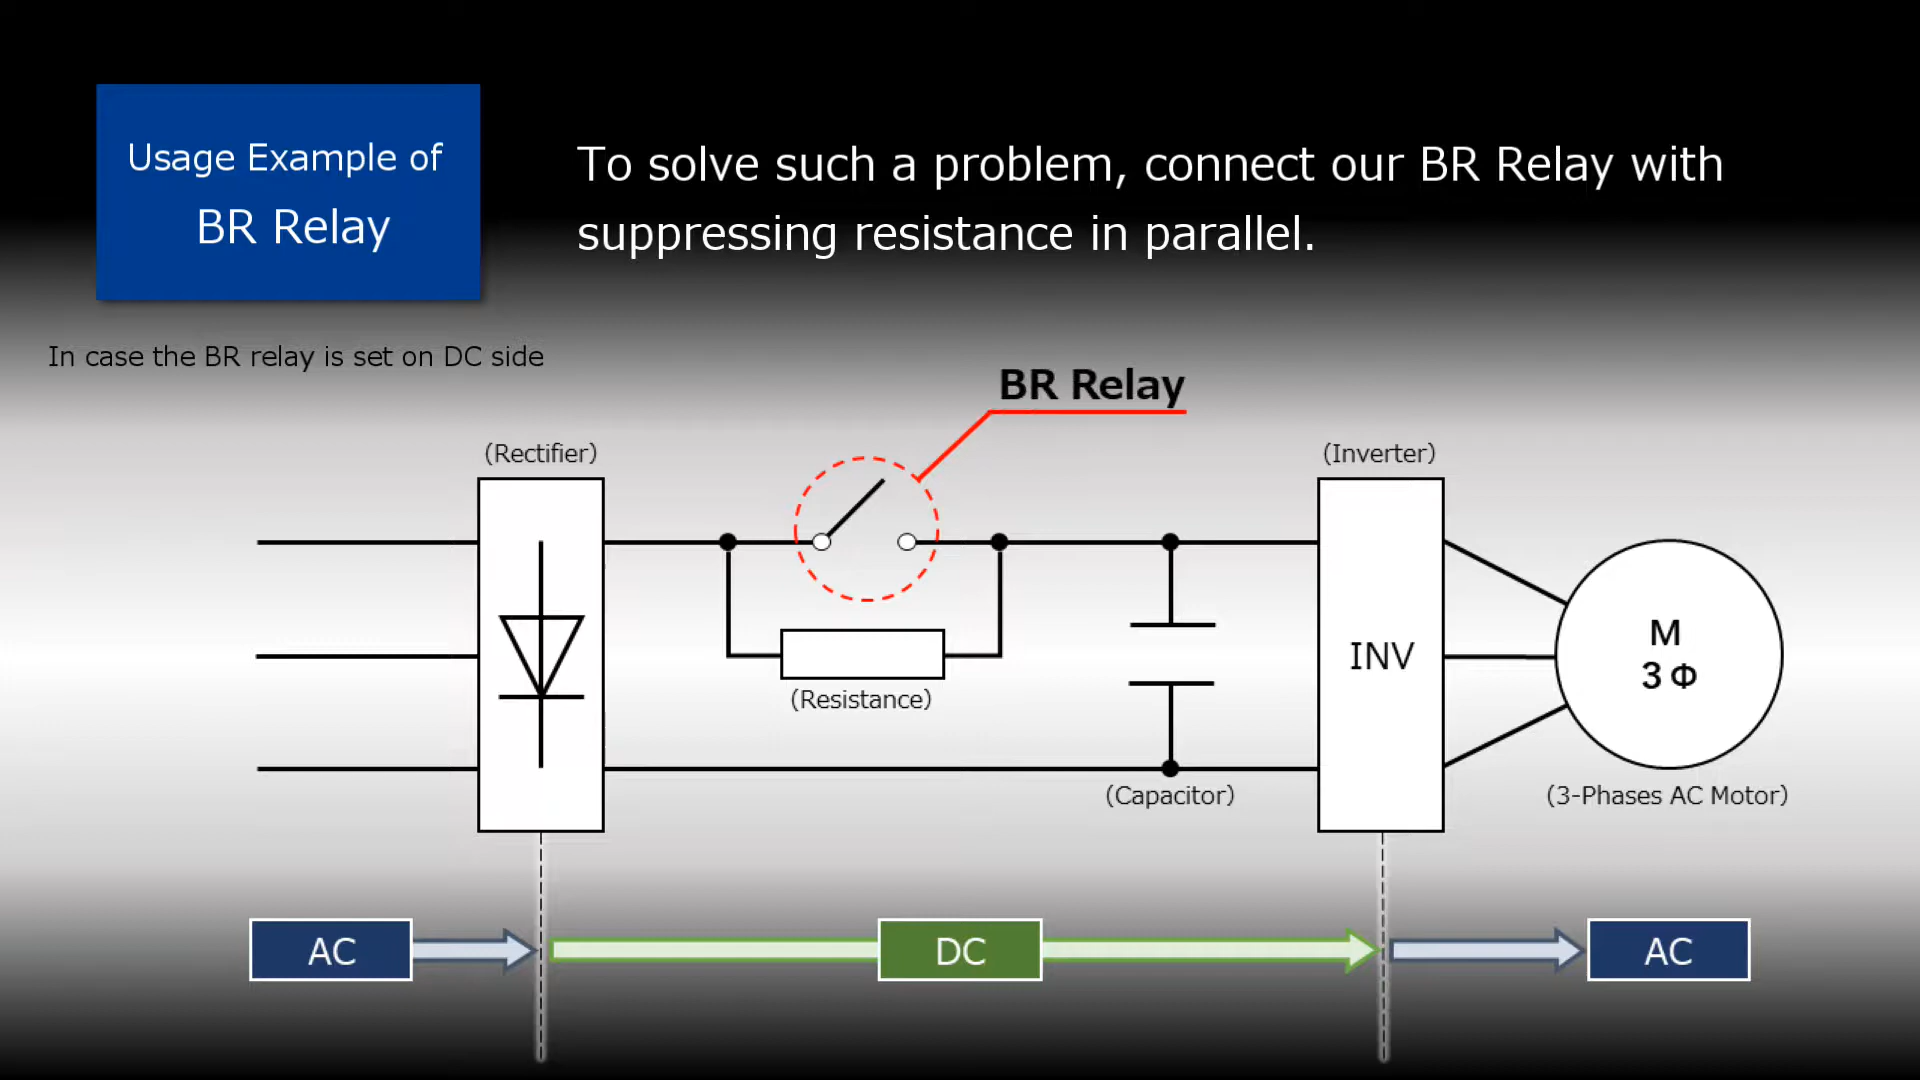 Usage Example of
BR Relay
To solve such a problem, connect our BR Relay with
suppressing resistance in parallel.
In case the BR relay is set on DC side
BR Relay
(Rectifier)
(Inverter)
(Resistance)
INV
M
3 Φ
(Capacitor)
(3-Phases AC Motor)
AC
DC
AC